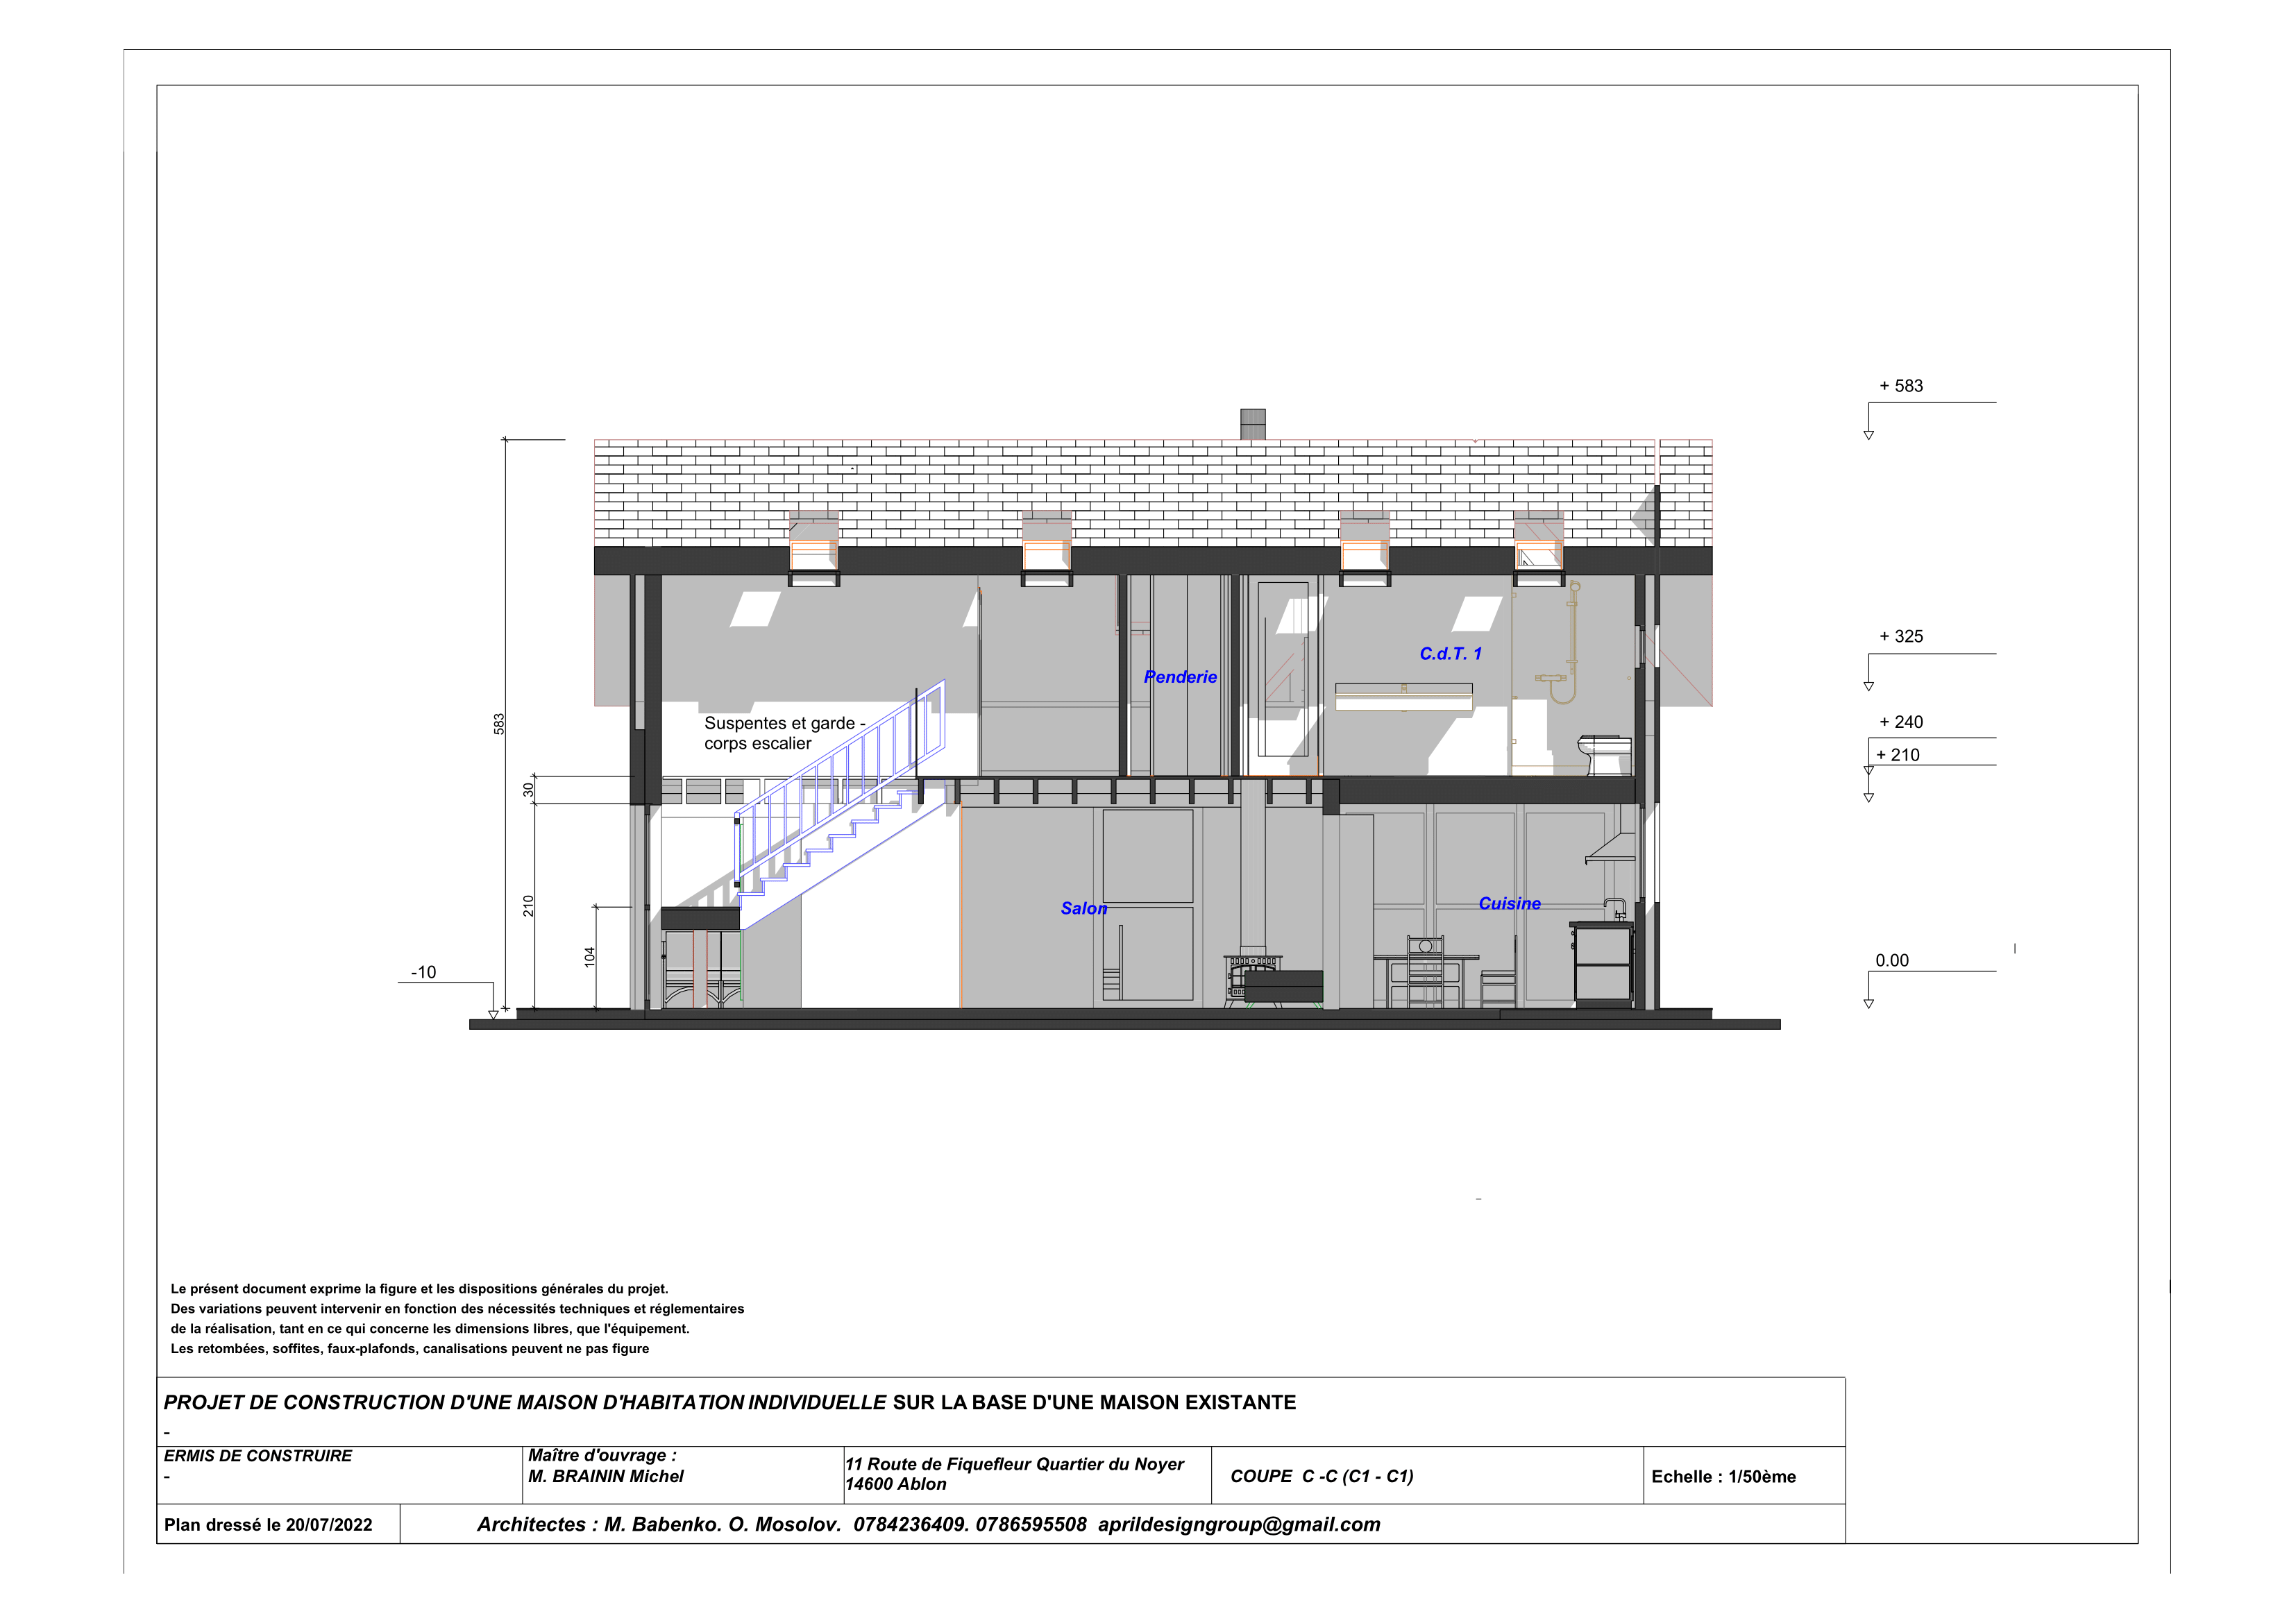 + 583
+ 325
+ 240
+ 210
0.00
-10
583
30
210
104
Suspentes et garde -
corps escalier
Penderie
C.d.T. 1
Salon
Cuisine
Le présent document exprime la figure et les dispositions générales du projet.
Des variations peuvent intervenir en fonction des nécessités techniques et réglementaires
de la réalisation, tant en ce qui concerne les dimensions libres, que l'équipement.
Les retombées, soffites, faux-plafonds, canalisations peuvent ne pas figure
PROJET DE CONSTRUCTION D'UNE MAISON D'HABITATION INDIVIDUELLE SUR LA BASE D'UNE MAISON EXISTANTE
-
ERMIS DE CONSTRUIRE
-
Maître d'ouvrage :
M. BRAININ Michel
11 Route de Fiquefleur Quartier du Noyer
14600 Ablon
COUPE C -C (C1 - C1)
Echelle : 1/50ème
Plan dressé le 20/07/2022
Architectes : M. Babenko. O. Mosolov. 0784236409. 0786595508 aprildesigngroup@gmail.com